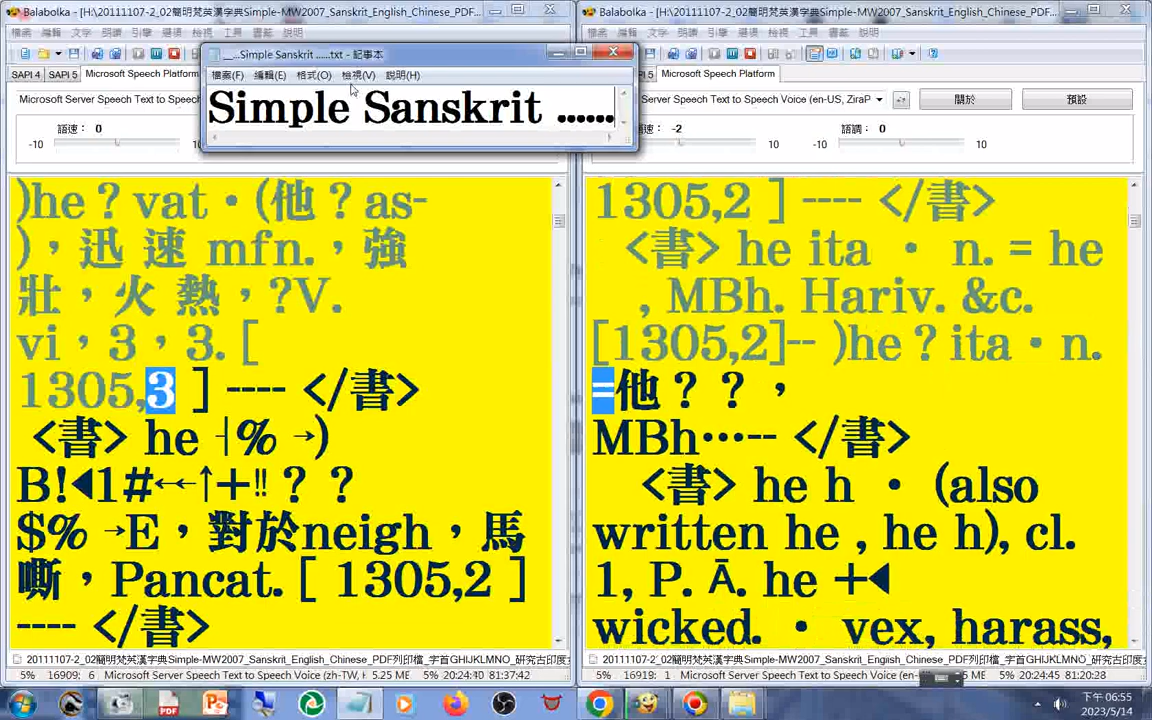 Balabolka - [H:\20111107-2_02簡明梵英漢字典Simple-MW2007_Sanskrit_English_Chinese_PDF...
SAPI 4 SAPI 5 Microsoft Speech Platform
Microsoft Server Speech Text to Speech
語速： 0
-10
__...Simple Sanskrit ......txt - 記事本
檔案(F) 編輯(E) 格式(O) 檢視(V) 說明(H)
Simple Sanskrit ......
)he？vat・(他？as-
)，迅 速 mfn.，強
壯，火 熱，?V.
vi，3，3. [
1305,3 ] ---- </書>
<書> he ┤% →)
B!◀1#←←↑+‼？？
$% →E，對於neigh，馬
嘶，Pancat. [ 1305,2 ]
---- </書>
20111107-2_02簡明梵英漢字典Simple-MW2007_Sanskrit_English_Chinese_PDF列印檔_字首GHIJKLMNO_研究古印度
5% 16909: 6 Microsoft Server Speech Text to Speech Voice (zh-TW, H 5.25 MB 5% 20:24:40 81:37:42
Balabolka - [H:\20111107-2_02簡明梵英漢字典Simple-MW2007_Sanskrit_English_Chinese_PDF...
5 Microsoft Speech Platform
Server Speech Text to Speech Voice (en-US, ZiraP 關於 預設
速： -2 語調： 0
10 -10 10
1305,2 ] ---- </書>
<書> he ita ・ n. = he
, MBh. Hariv. &c.
[1305,2]-- )he？ita・n.
=他？？，
MBh…-- </書>
<書> he h ・ (also
written he , he h), cl.
1, P. Ā. he +◀
wicked. ・ vex, harass,
20111107-2_02簡明梵英漢字典Simple-MW2007_Sanskrit_English_Chinese_PDF列印檔_字首GHIJKLMNO_研究古印度
5% 16919: 1 Microsoft Server Speech Text to Speech Voice (en-u 5.25 MB 5% 20:24:45 81:20:28
下午 06:55
2023/5/14